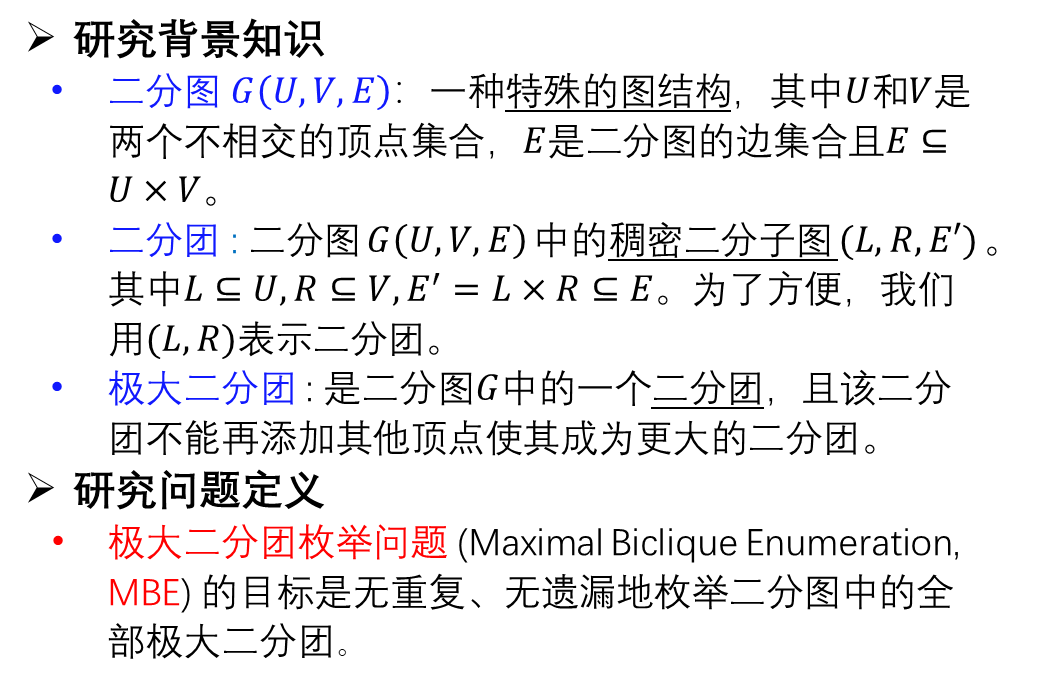 ➢ 研究背景知识
• 二分图 G(U,V,E)：一种特殊的图结构，其中U和V是
两个不相交的顶点集合，E是二分图的边集合且E ⊆
U × V。
• 二分团 : 二分图 G(U,V,E) 中的稠密二分子图 (L,R,E′) 。
其中L ⊆ U,R ⊆ V,E′ = L × R ⊆ E。为了方便，我们
用(L,R)表示二分团。
• 极大二分团 : 是二分图G中的一个二分团，且该二分
团不能再添加其他顶点使其成为更大的二分团。
➢ 研究问题定义
• 极大二分团枚举问题 (Maximal Biclique Enumeration,
MBE) 的目标是无重复、无遗漏地枚举二分图中的全
部极大二分团。